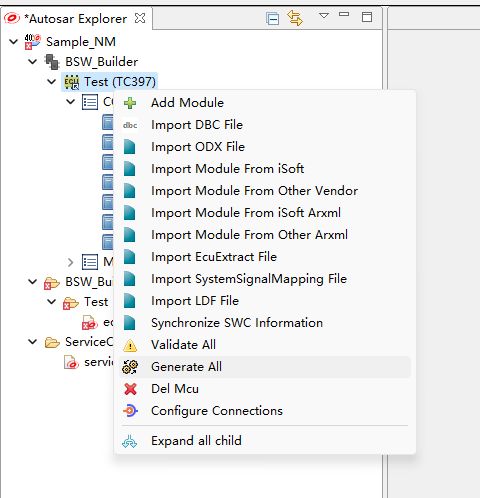 *Autosar Explorer
Sample_NM
BSW_Builder
Test (TC397)
Add Module
Import DBC File
Import ODX File
Import Module From iSoft
Import Module From Other Vendor
Import Module From iSoft Arxml
Import Module From Other Arxml
Import EcuExtract File
Import SystemSignalMapping File
Import LDF File
Synchronize SWC Information
Validate All
Generate All
Del Mcu
Configure Connections
Expand all child
BSW_Bui
Test
ServiceC
servic